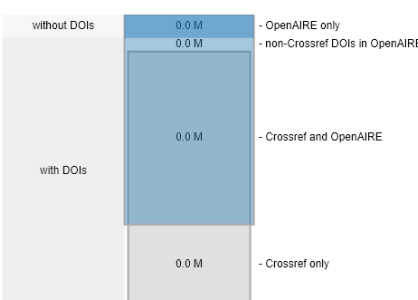 without DOIs 0.0 M - OpenAIRE only
0.0 M - non-Crossref DOIs in OpenAIRE
0.0 M - Crossref and OpenAIRE
with DOIs
0.0 M - Crossref only